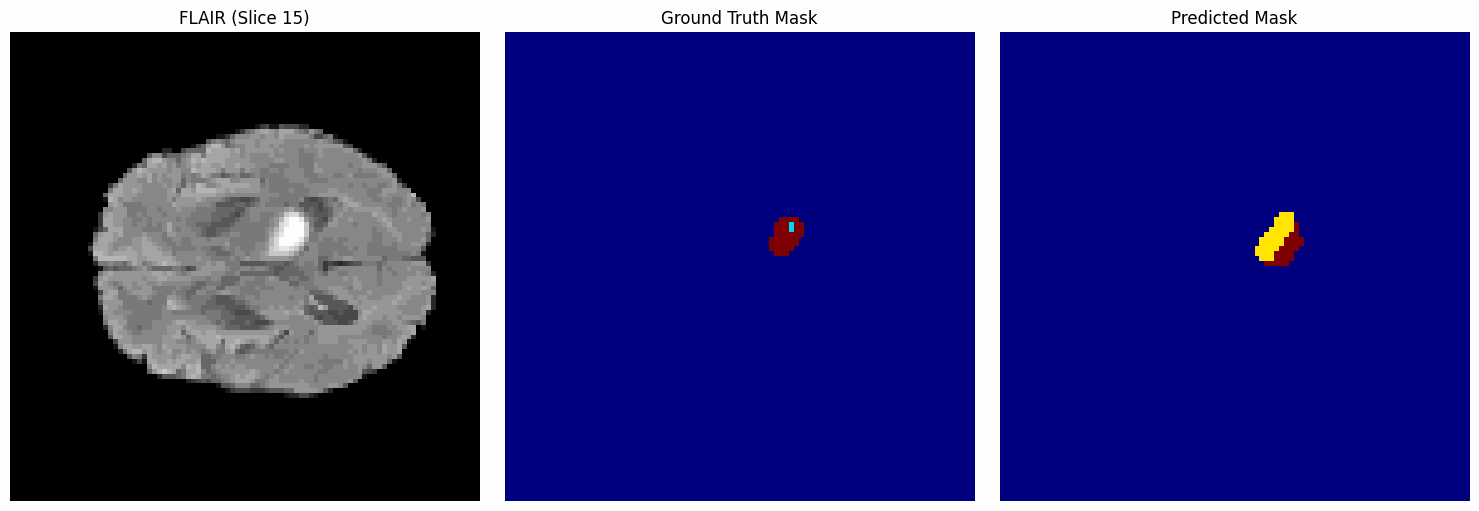 FLAIR (Slice 15)
Ground Truth Mask
Predicted Mask